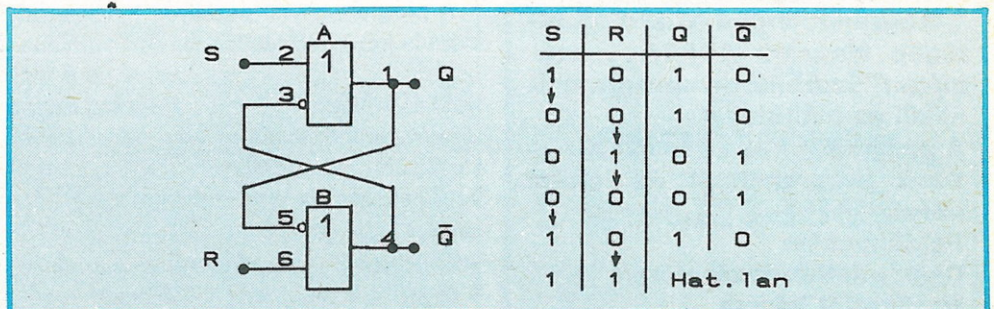 A
S 2 1 1 Q
3
B
5 1 4 Q̅
R 6
S R Q Q̅
1 0 1 0
0 0 1 0
0 1 0 1
0 0 0 1
1 0 1 0
1 1 Hat.lan